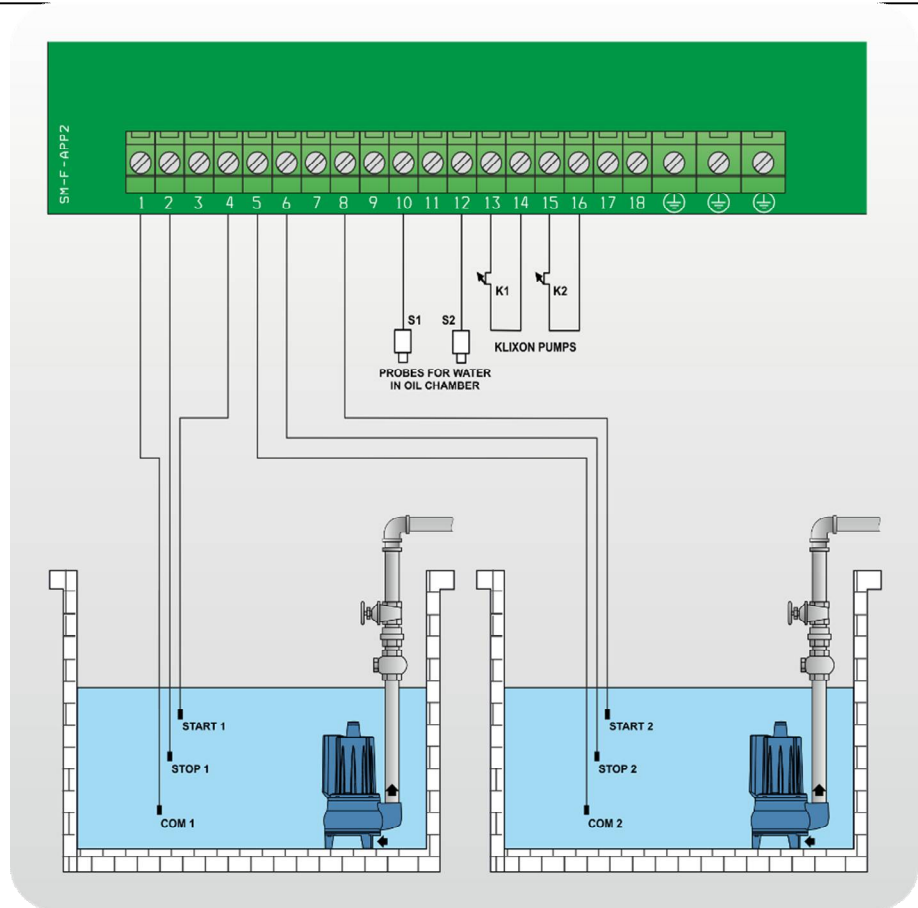 SM-F-APP2
1 2 3 4 5 6 7 8 9 10 11 12 13 14 15 16 17 18
K1
K2
S1
S2
KLIXON PUMPS
PROBES FOR WATER
IN OIL CHAMBER
START 1
STOP 1
COM 1
START 2
STOP 2
COM 2